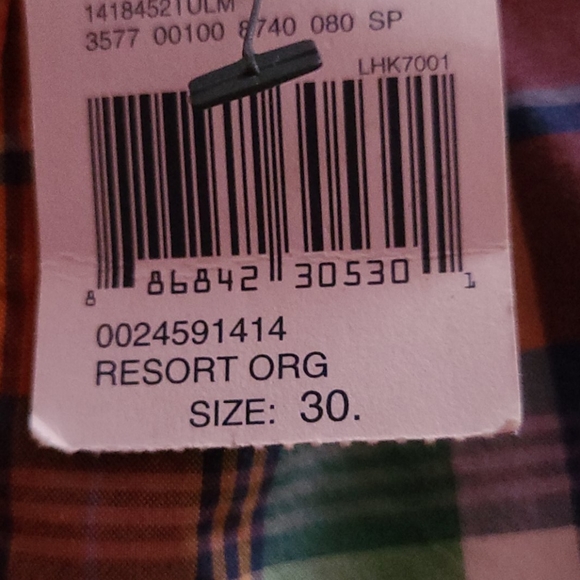 14184521ULM
3577 00100 8740 080 SP
LHK7001
8 86842 30530 1
0024591414
RESORT ORG
SIZE: 30.